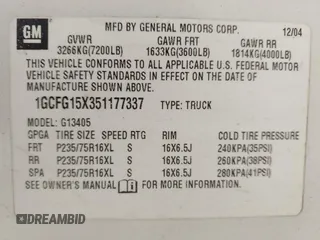 GM
MFD BY GENERAL MOTORS CORP. 12/04
GVWR GAWR FRT GAWR RR
3266KG(7200LB) 1633KG(3600LB) 1814KG(4000LB)
THIS VEHICLE CONFORMS TO ALL APPLICABLE U.S. FEDERAL MOTOR
VEHICLE SAFETY STANDARDS IN EFFECT ON THE DATE OF
MANUFACTURE SHOWN ABOVE.
1GCFG15X351177337 TYPE: TRUCK
MODEL: G13405
GPGA TIRE SIZE SPEED RTG RIM COLD TIRE PRESSURE
FRT P235/75R16XL S 16X6.5J 240KPA(35PSI)
RR P235/75R16XL S 16X6.5J 260KPA(38PSI)
SPA P235/75R16XL S 16X6.5J 280KPA(41PSI)
SEE OWNER'S MANUAL FOR ADDITIONAL INFORMATION
DREAMBID